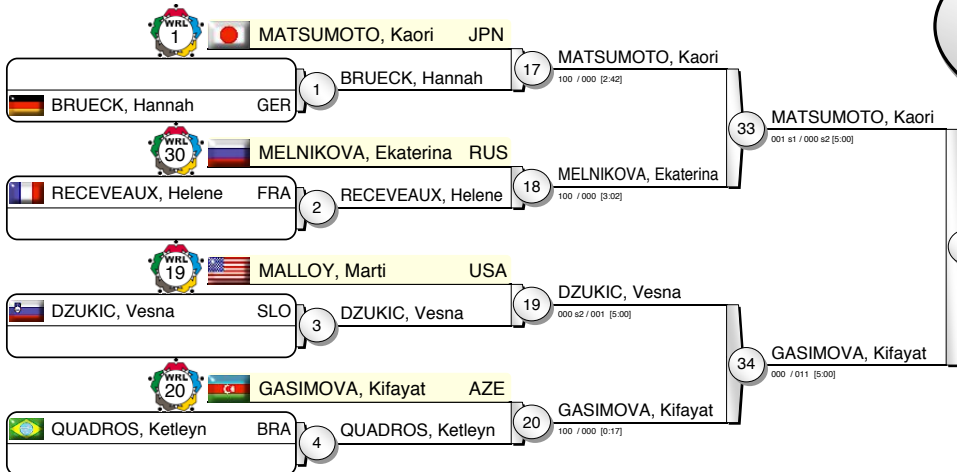 WRL
1
MATSUMOTO, Kaori JPN
BRUECK, Hannah GER
1
BRUECK, Hannah
17
MATSUMOTO, Kaori
100 / 000 [2:42]
WRL
30
MELNIKOVA, Ekaterina RUS
RECEVEAUX, Helene FRA
2
RECEVEAUX, Helene
18
MELNIKOVA, Ekaterina
100 / 000 [3:02]
33
MATSUMOTO, Kaori
001 s1 / 000 s2 [5:00]
WRL
19
MALLOY, Marti USA
DZUKIC, Vesna SLO
3
DZUKIC, Vesna
19
DZUKIC, Vesna
000 s2 / 001 [5:00]
WRL
20
GASIMOVA, Kifayat AZE
QUADROS, Ketleyn BRA
4
QUADROS, Ketleyn
20
GASIMOVA, Kifayat
100 / 000 [0:17]
34
GASIMOVA, Kifayat
000 / 011 [5:00]